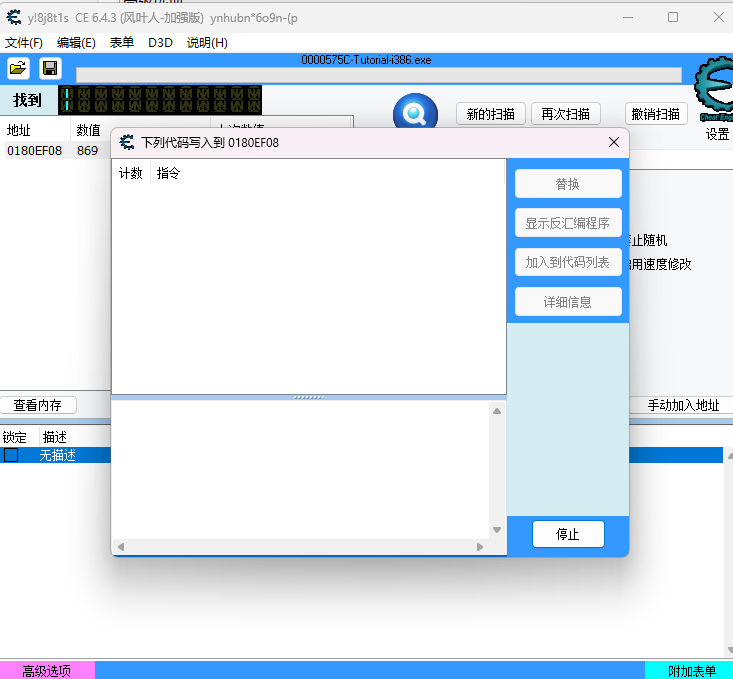 y!8j8t1s CE 6.4.3 (风叶人-加强版) ynhubn*6o9n-(p
文件(F) 编辑(E) 表单 D3D 说明(H)
0000575C-Tutorial-i386.exe
找到 1
新的扫描 再次扫描 撤销扫描
Cheat Engine
设置
地址 数值
0180EF08 869
下列代码写入到 0180EF08
计数 指令
替换
显示反汇编程序
加入到代码列表
详细信息
止随机
用速度修改
查看内存 手动加入地址
锁定 描述
无描述
停止
高级选项 附加表单